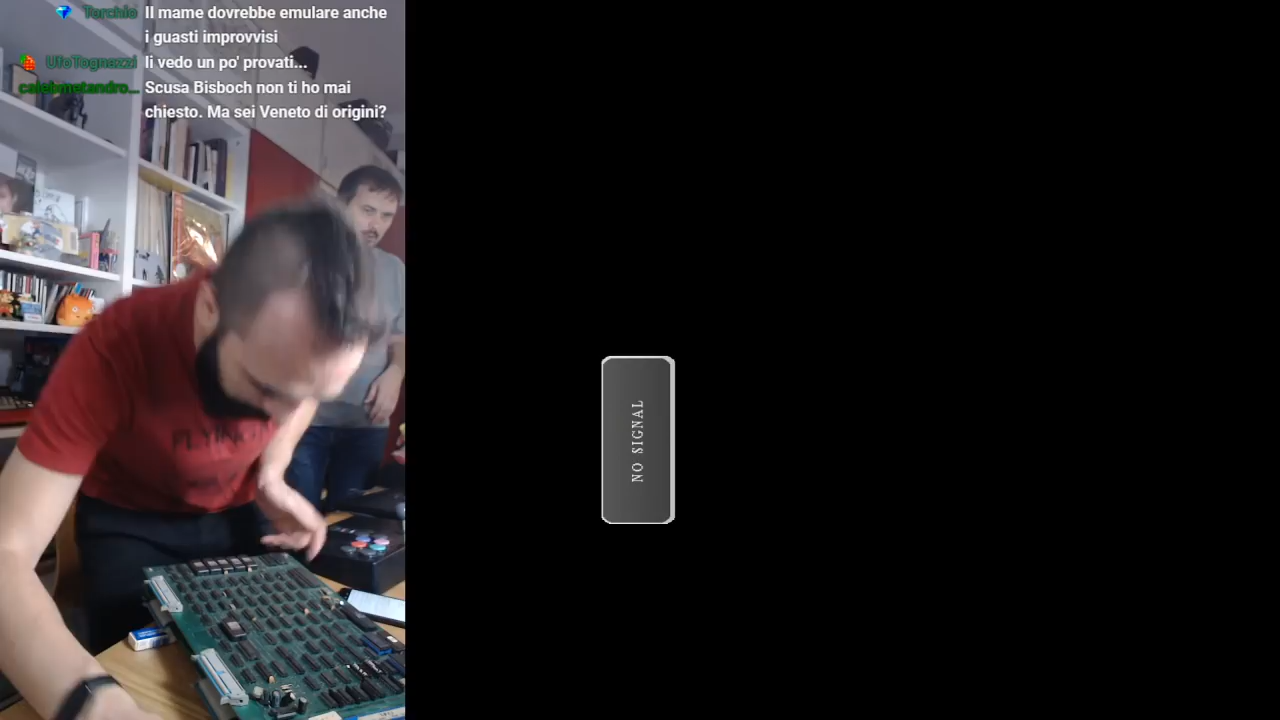 Torchio Il mame dovrebbe emulare anche
i guasti improvvisi
UfoTognazzi li vedo un po' provati...
Scusa Bisboch non ti ho mai
chiesto. Ma sei Veneto di origini?
NO SIGNAL